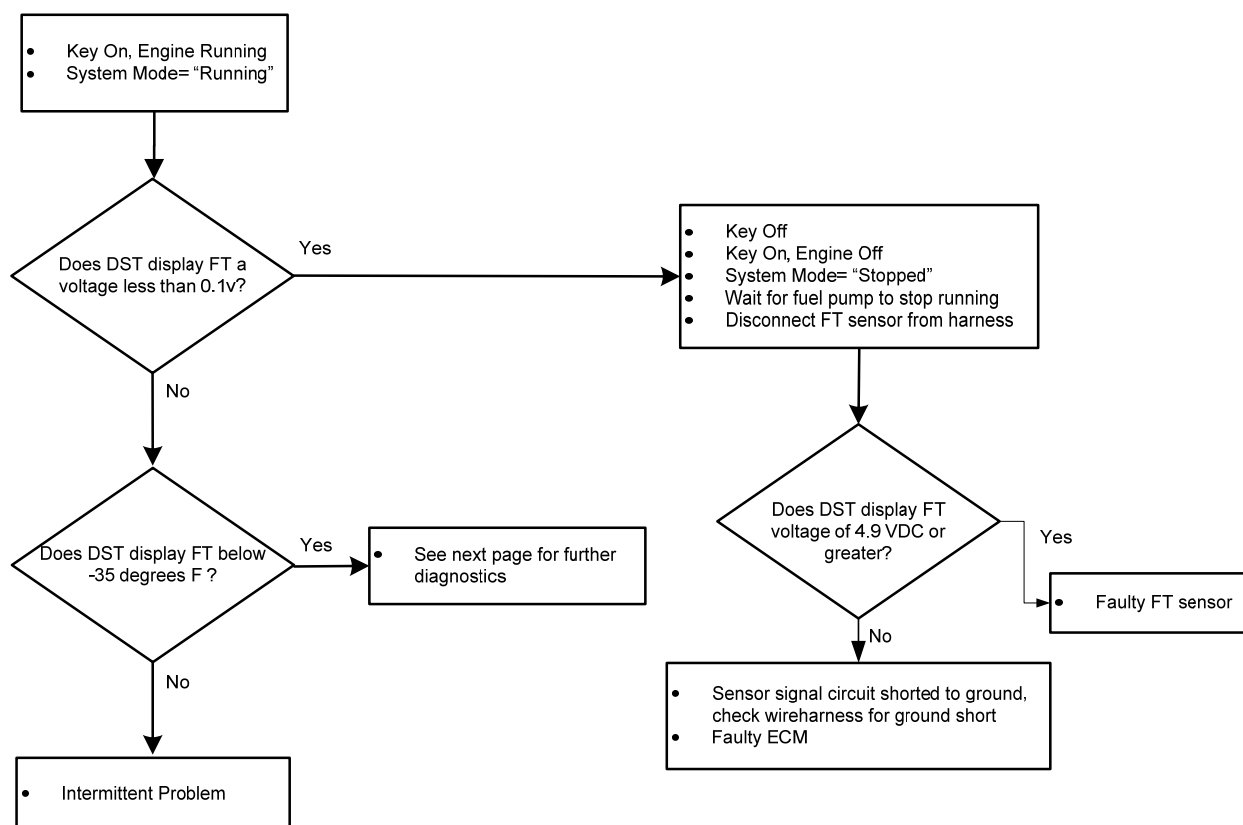 • Key On, Engine Running
• System Mode= “Running”
Does DST display FT a
voltage less than 0.1v?
Yes
No
• Key Off
• Key On, Engine Off
• System Mode= “Stopped”
• Wait for fuel pump to stop running
• Disconnect FT sensor from harness
Does DST display FT below
-35 degrees F ?
Yes
No
• See next page for further
diagnostics
Does DST display FT
voltage of 4.9 VDC or
greater?
Yes
No
• Faulty FT sensor
• Sensor signal circuit shorted to ground,
check wireharness for ground short
• Faulty ECM
• Intermittent Problem